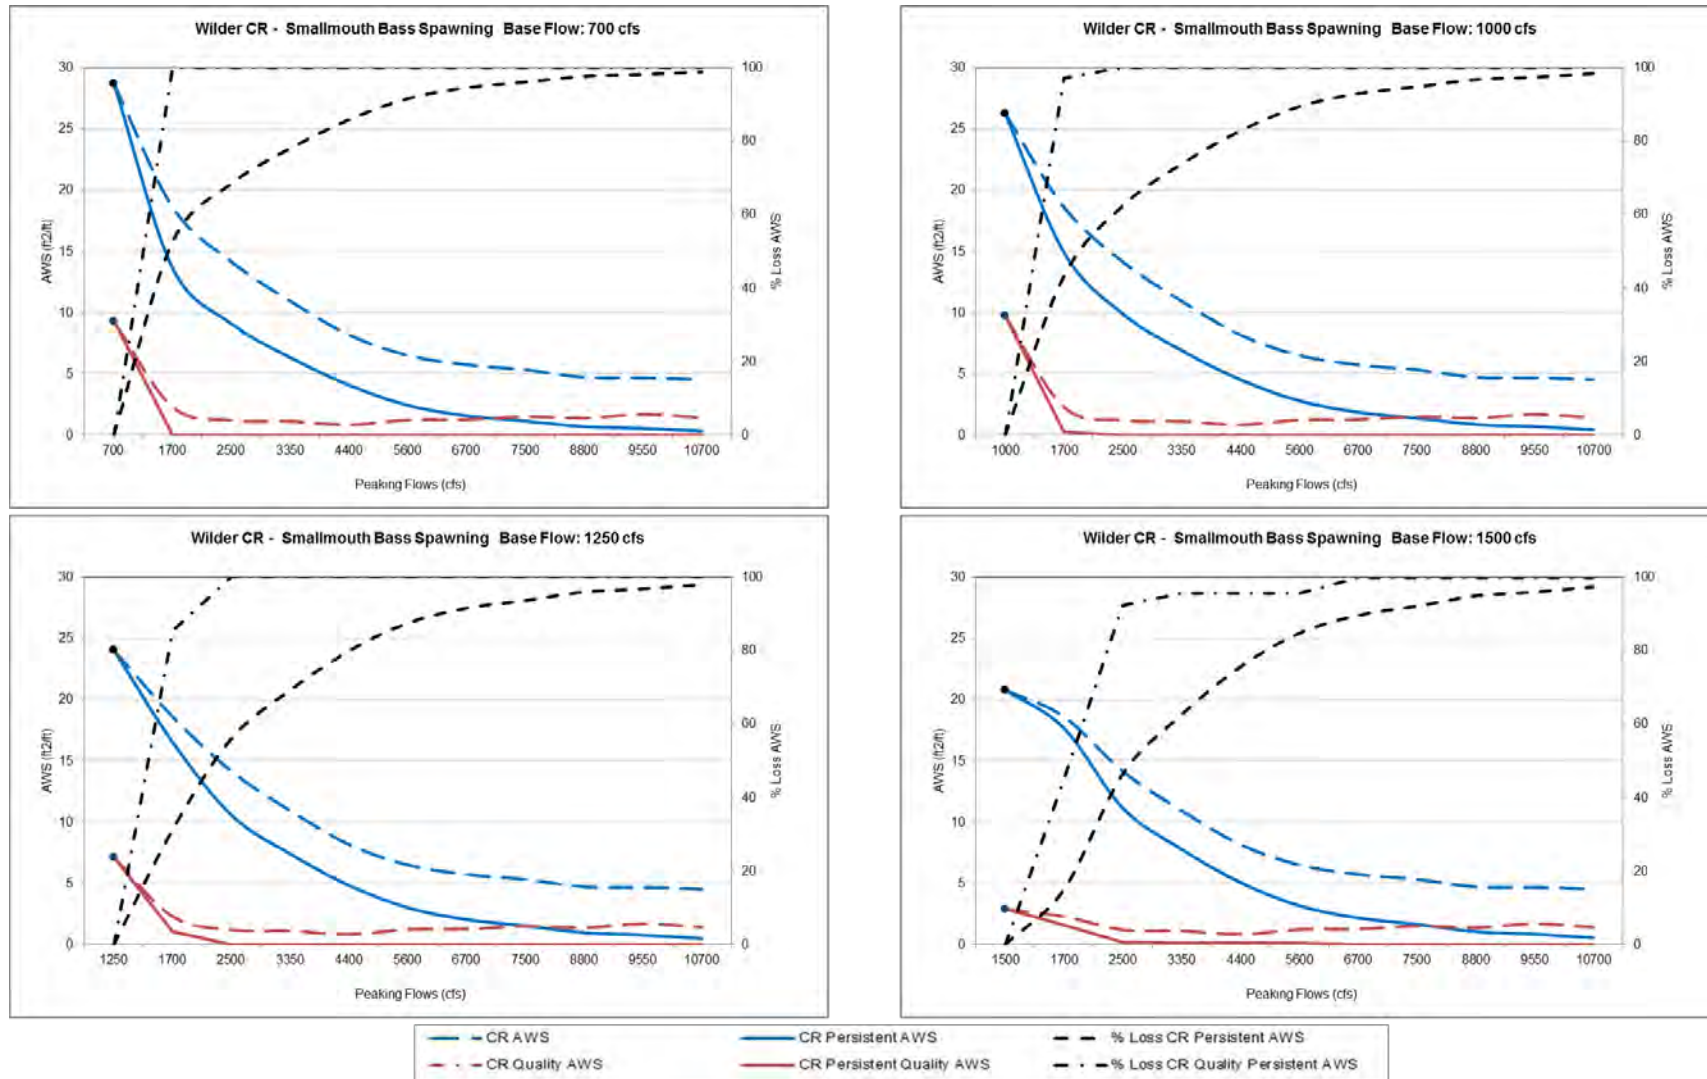 Wilder CR - Smallmouth Bass Spawning Base Flow: 700 cfs
30
25
20
15
10
5
0
AWS (ft2/ft)
100
80
60
40
20
0
% Loss AWS
700 1700 2500 3350 4400 5600 6700 7500 8800 9550 10700
Peaking Flows (cfs)
Wilder CR - Smallmouth Bass Spawning Base Flow: 1000 cfs
30
25
20
15
10
5
0
AWS (ft2/ft)
100
80
60
40
20
0
% Loss AWS
1000 1700 2500 3350 4400 5600 6700 7500 8800 9550 10700
Peaking Flows (cfs)
Wilder CR - Smallmouth Bass Spawning Base Flow: 1250 cfs
30
25
20
15
10
5
0
AWS (ft2/ft)
100
80
60
40
20
0
% Loss AWS
1250 1700 2500 3350 4400 5600 6700 7500 8800 9550 10700
Peaking Flows (cfs)
Wilder CR - Smallmouth Bass Spawning Base Flow: 1500 cfs
30
25
20
15
10
5
0
AWS (ft2/ft)
100
80
60
40
20
0
% Loss AWS
1500 1700 2500 3350 4400 5600 6700 7500 8800 9550 10700
Peaking Flows (cfs)
CR AWS CR Persistent AWS % Loss CR Persistent AWS
CR Quality AWS CR Persistent Quality AWS % Loss CR Quality Persistent AWS